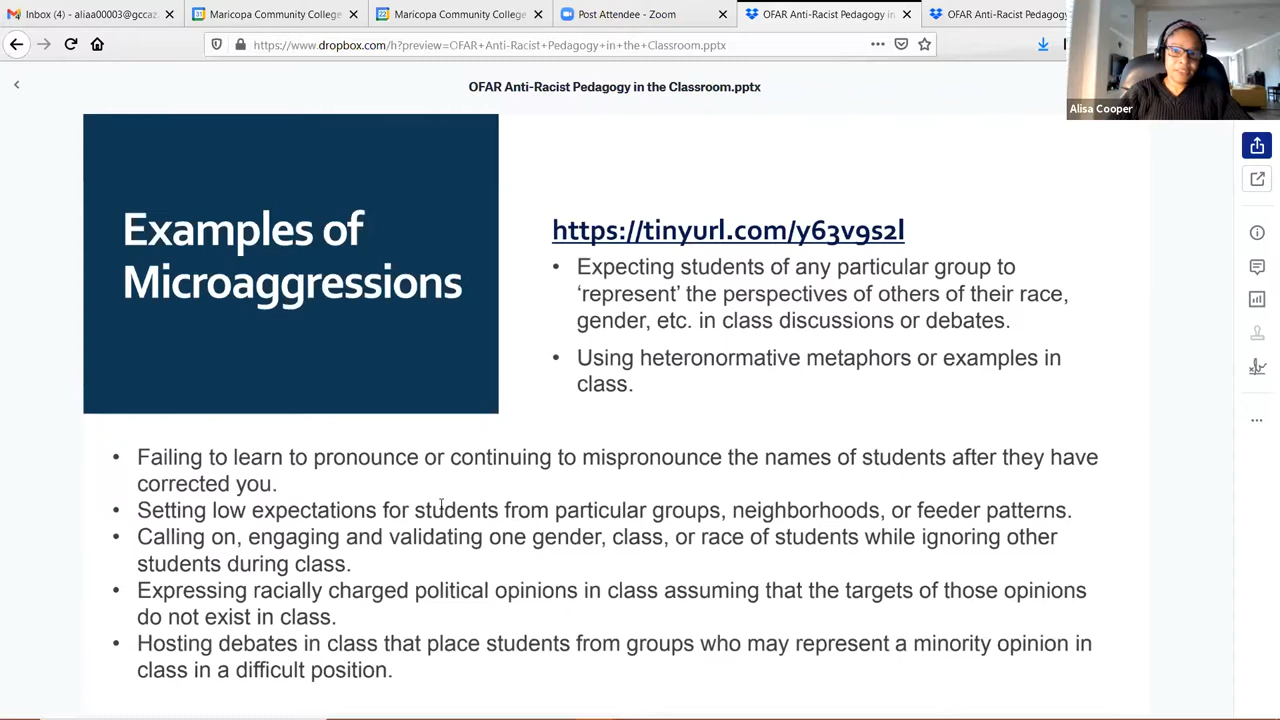 Inbox (4) - aliaa00003@gccaz.
Maricopa Community College
Maricopa Community College
Post Attendee - Zoom
OFAR Anti-Racist Pedagogy in
OFAR Anti-Racist Pedagogy
https://www.dropbox.com/h?preview=OFAR+Anti-Racist+Pedagogy+in+the+Classroom.pptx
Alisa Cooper
OFAR Anti-Racist Pedagogy in the Classroom.pptx
Examples of
Microaggressions
https://tinyurl.com/y63v9s2l
• Expecting students of any particular group to
‘represent’ the perspectives of others of their race,
gender, etc. in class discussions or debates.
• Using heteronormative metaphors or examples in
class.
• Failing to learn to pronounce or continuing to mispronounce the names of students after they have
corrected you.
• Setting low expectations for students from particular groups, neighborhoods, or feeder patterns.
• Calling on, engaging and validating one gender, class, or race of students while ignoring other
students during class.
• Expressing racially charged political opinions in class assuming that the targets of those opinions
do not exist in class.
• Hosting debates in class that place students from groups who may represent a minority opinion in
class in a difficult position.